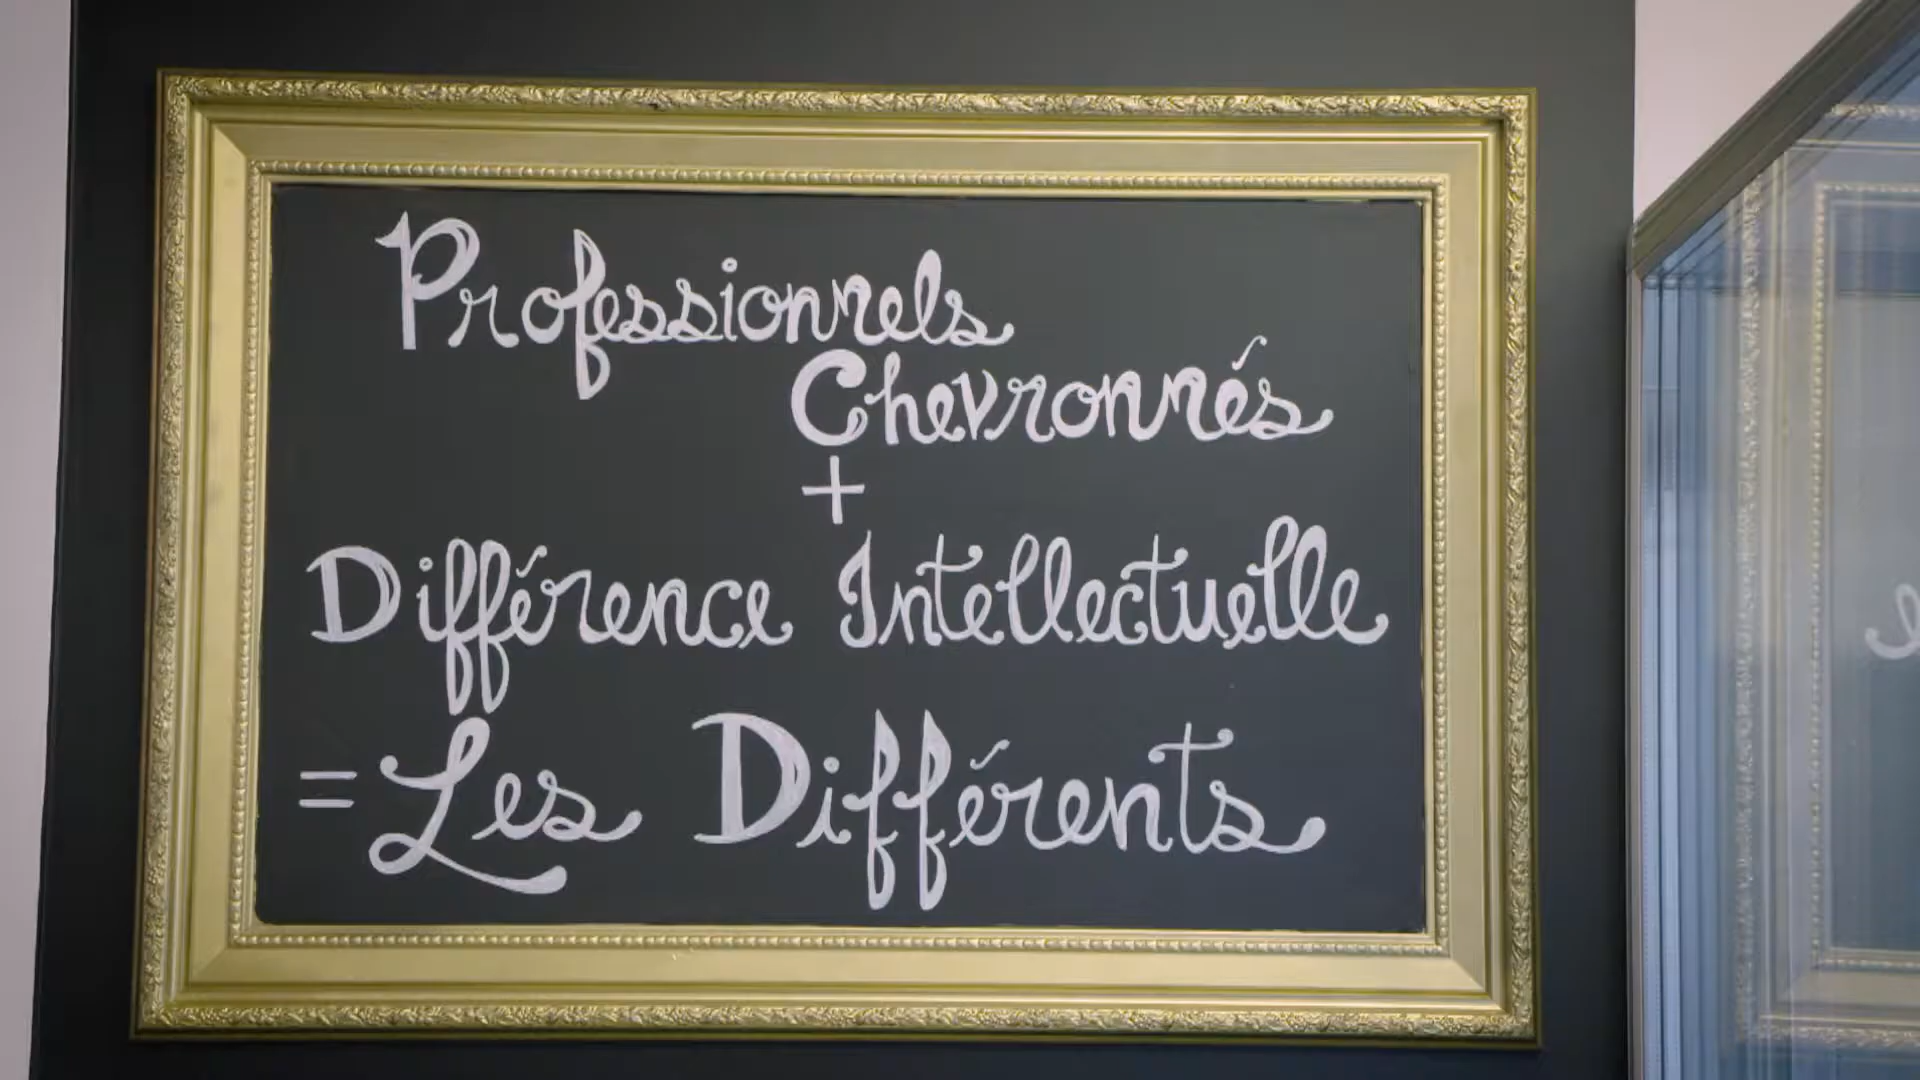 Professionnels
Chevronnés
+
Différence Intellectuelle
= Les Différents